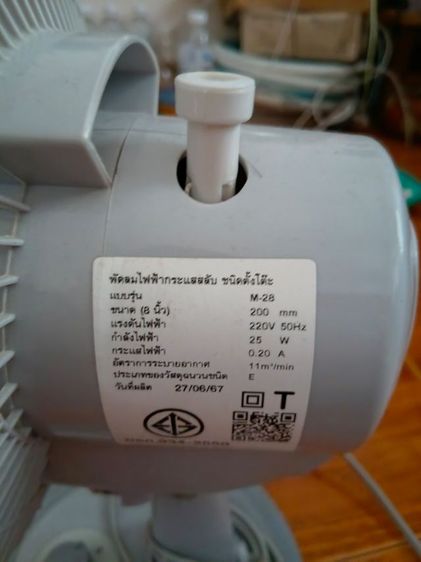 พัดลมไฟฟ้ากระแสสลับ ชนิดตั้งโต๊ะ
แบบรุ่น M-28
ขนาด (8 นิ้ว) 200 mm
แรงดันไฟฟ้า 220V 50Hz
กำลังไฟฟ้า 25 W
กระแสไฟฟ้า 0.20 A
อัตราการระบายอากาศ 11m³/min
ประเภทของวัสดุฉนวนชนิด E
วันที่ผลิต 27/06/67
T